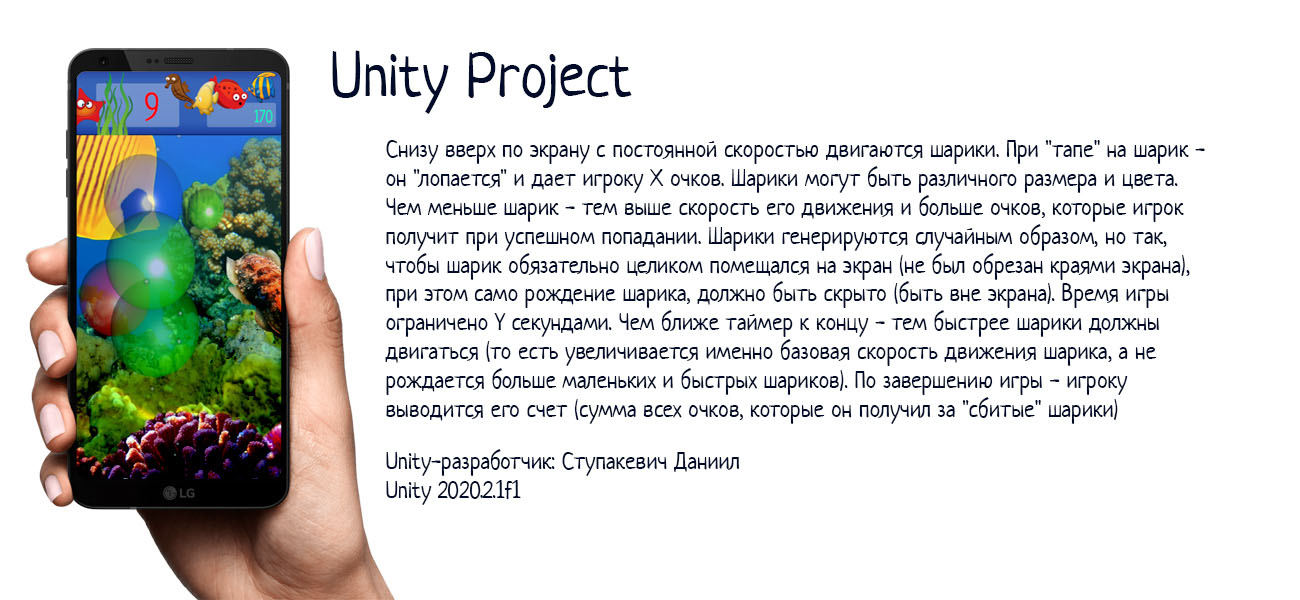 Unity Project
9
170
Снизу вверх по экрану с постоянной скоростью двигаются шарики. При "тапе" на шарик -
он "лопается" и дает игроку X очков. Шарики могут быть различного размера и цвета.
Чем меньше шарик - тем выше скорость его движения и больше очков, которые игрок
получит при успешном попадании. Шарики генерируются случайным образом, но так,
чтобы шарик обязательно целиком помещался на экран (не был обрезан краями экрана),
при этом само рождение шарика, должно быть скрыто (быть вне экрана). Время игры
ограничено Y секундами. Чем ближе таймер к концу - тем быстрее шарики должны
двигаться (то есть увеличивается именно базовая скорость движения шарика, а не
рождается больше маленьких и быстрых шариков). По завершению игры - игроку
выводится его счет (сумма всех очков, которые он получил за "сбитые" шарики)
Unity-разработчик: Ступакевич Даниил
Unity 2020.2.1f1
LG